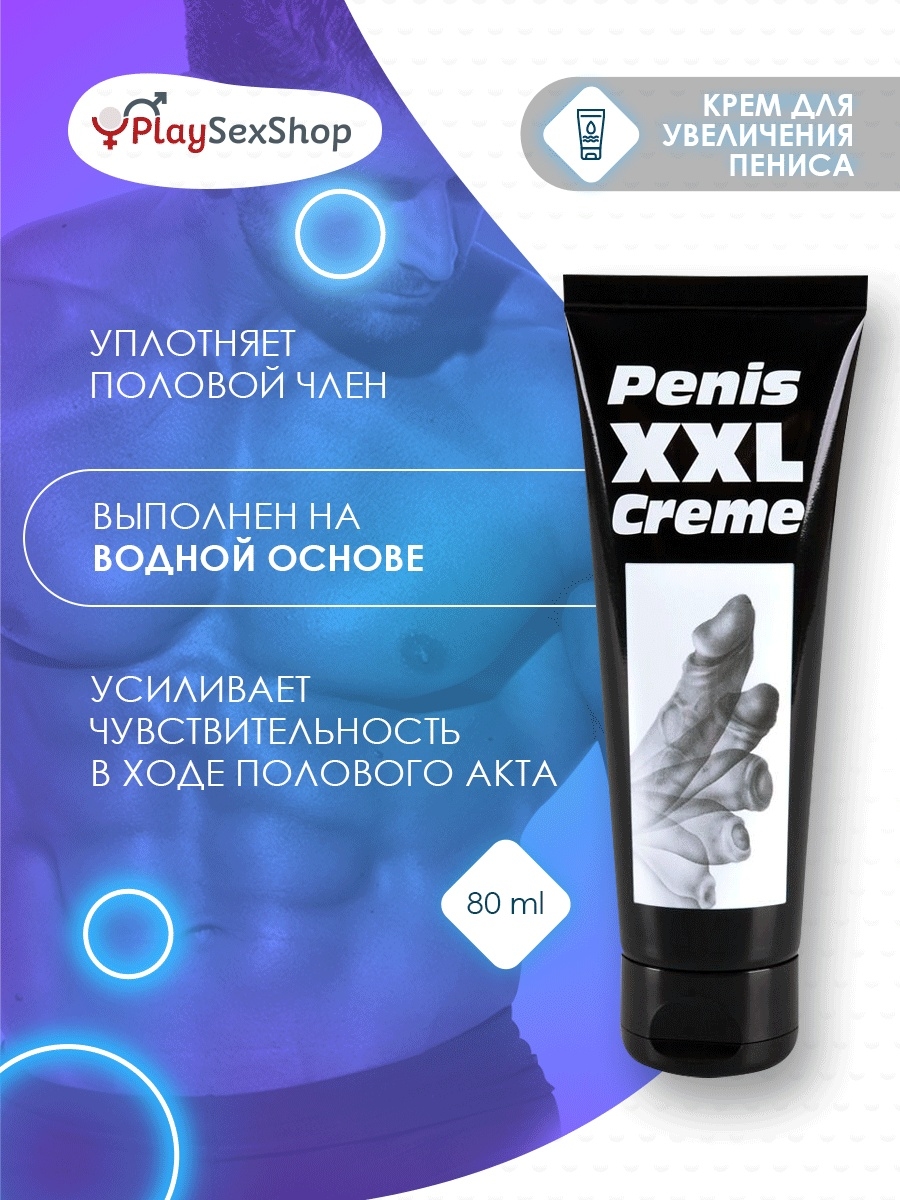 PlaySexShop
КРЕМ ДЛЯ
УВЕЛИЧЕНИЯ
ПЕНИСА
УПЛОТНЯЕТ
ПОЛОВОЙ ЧЛЕН
ВЫПОЛНЕН НА
ВОДНОЙ ОСНОВЕ
УСИЛИВАЕТ
ЧУВСТВИТЕЛЬНОСТЬ
В ХОДЕ ПОЛОВОГО АКТА
80 ml
Penis
XXL
Creme